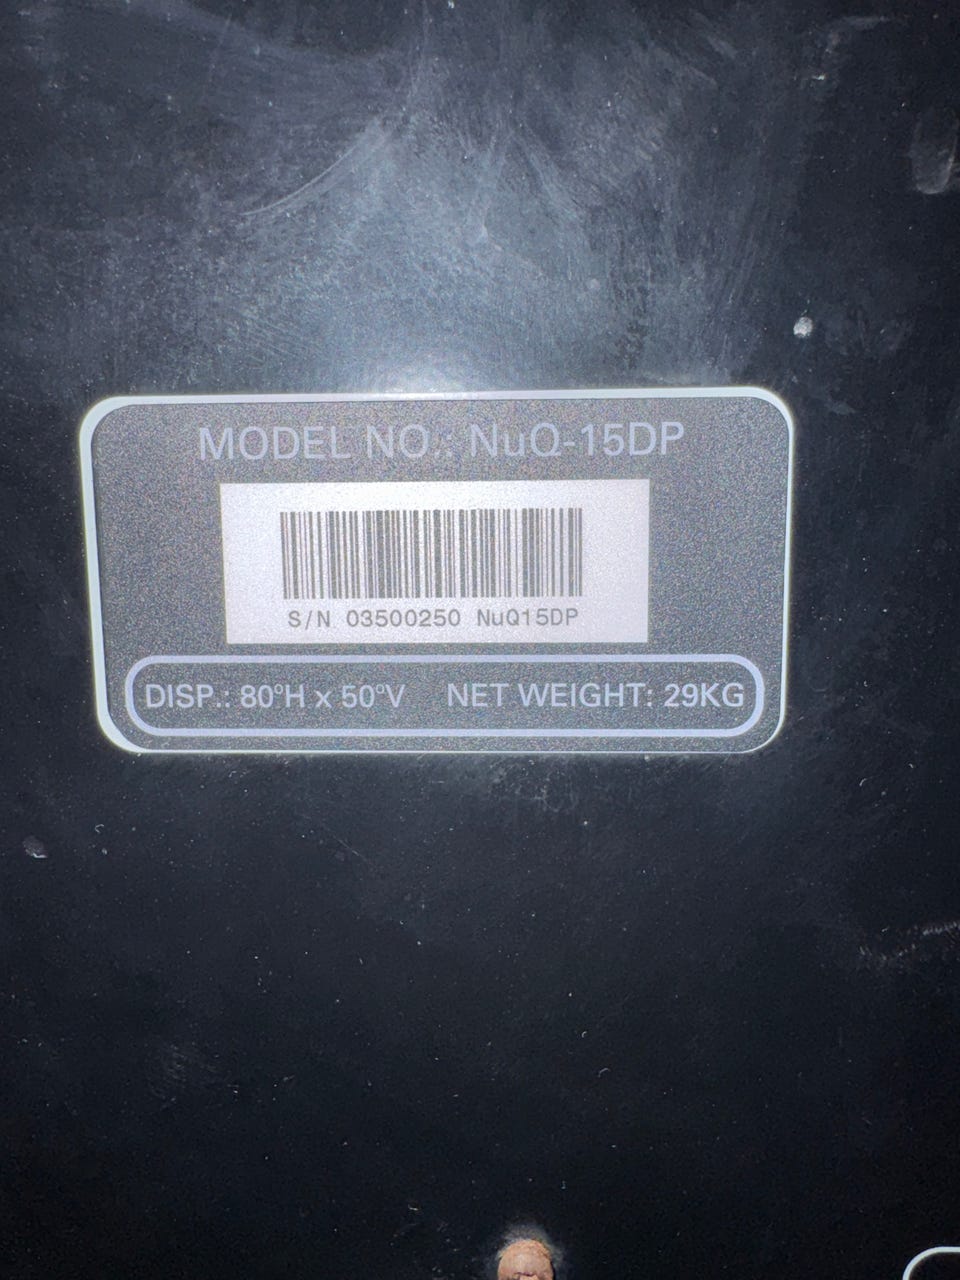 MODEL NO.: NuQ-15DP
S/N 03500250 NuQ15DP
DISP.: 80°H x 50°V NET WEIGHT: 29KG